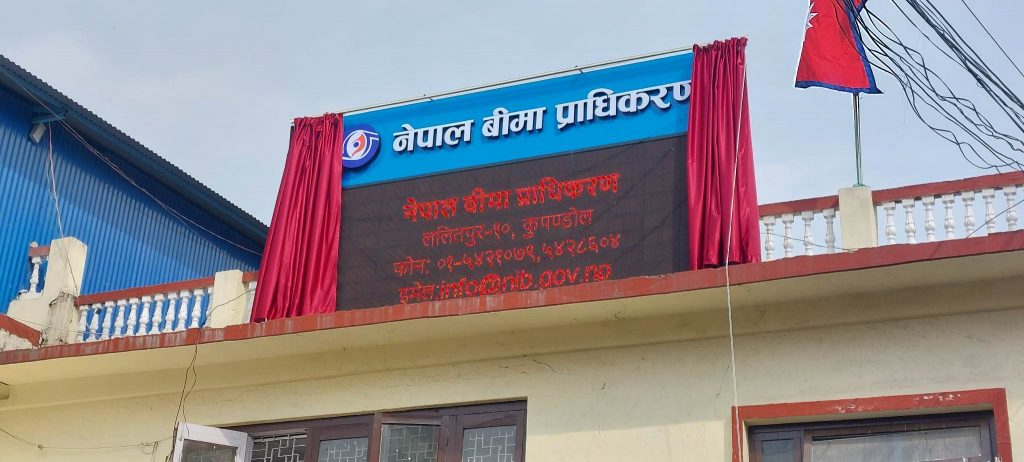 नेपाल बीमा प्राधिकरण
नेपाल बीमा प्राधिकरण
ललितपुर-१०, कुपण्डोल
फोन: ०१-५४२१०७९,५४२८६०४
इमेल:info@nib.gov.np